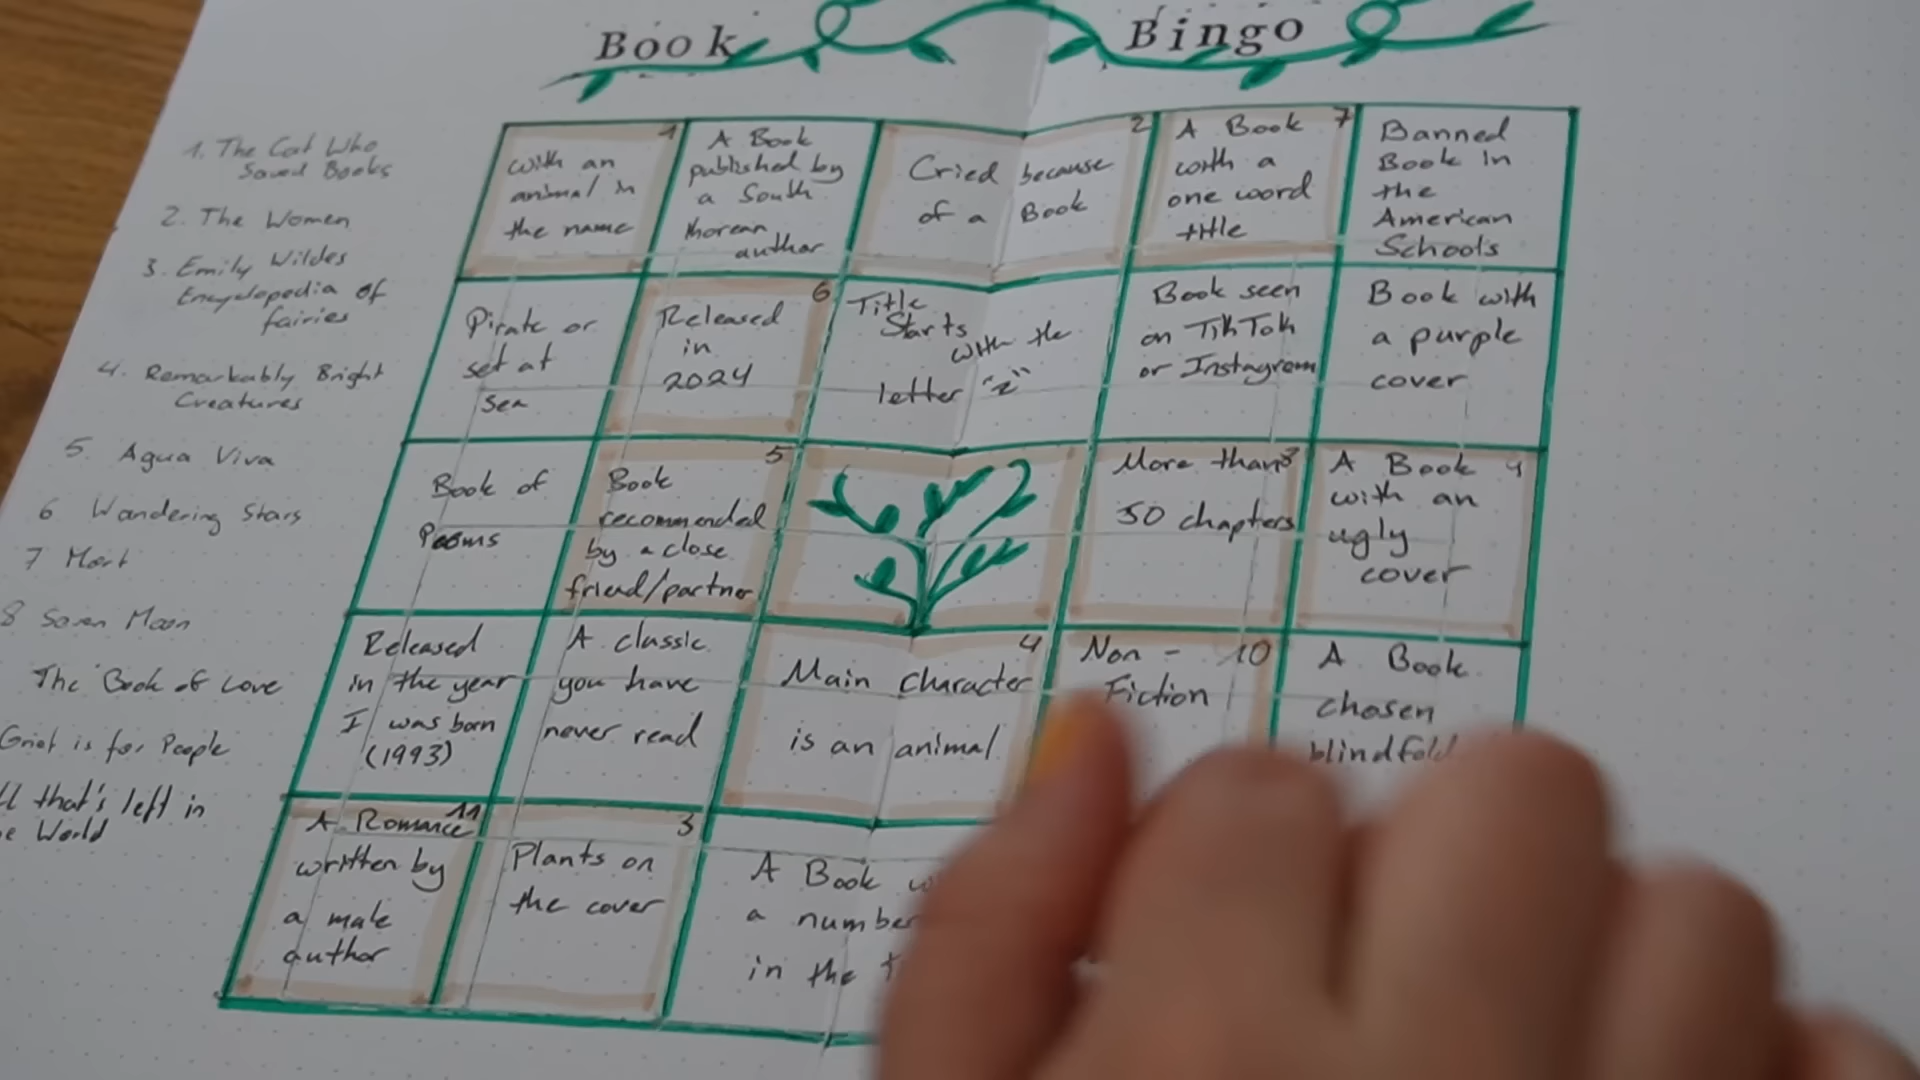 Book Bingo
1. The Cat Who
Saved Books
2. The Women
3. Emily Wildes
Encyclopedia of
fairies
4. Remarkably Bright
Creatures
5. Agua Viva
6 Wandering Stars
7 Mort
8 Seven Moon
The Book of Love
Grief is for People
that's left in
World
1
with an
animal in
the name
A Book
published by
a South
author
2
Cried because
of a Book
7
A Book
with a
one word
title
Banned
Book in
the
American
Schools
Pirate or
set at
sea
6
Released
in
2024
Title
Starts
with the
letter "z"
Book seen
on TikTok
or Instagram
Book with
a purple
cover
Book of
Poems
5
Book
recommended
by a close
friend/partner
More than
50 chapters
A Book
with an
ugly
cover
Released
in the year
I was born
(1993)
A classic
you have
never read
4
Main character
is an animal
Non - 10
Fiction
A Book
chosen
11
A Romance
written by
a male
author
3
Plants on
the cover
A Book
a number
in the